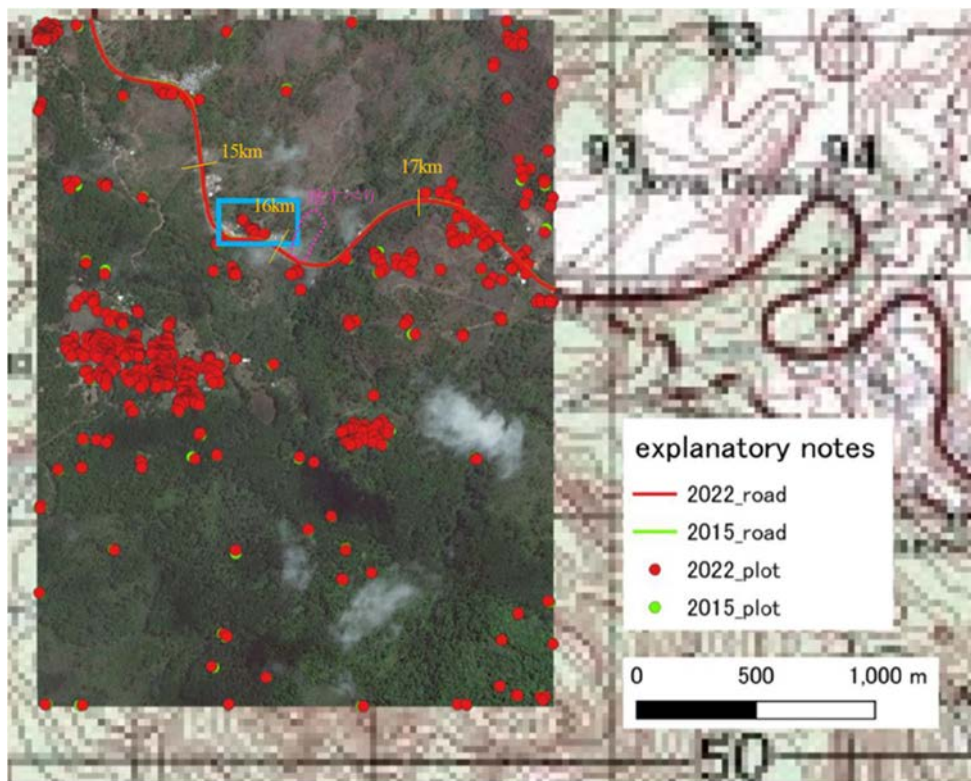 93
94
15km
17km
16km
explanatory notes
2022_road
2015_road
2022_plot
2015_plot
0 500 1,000 m
50